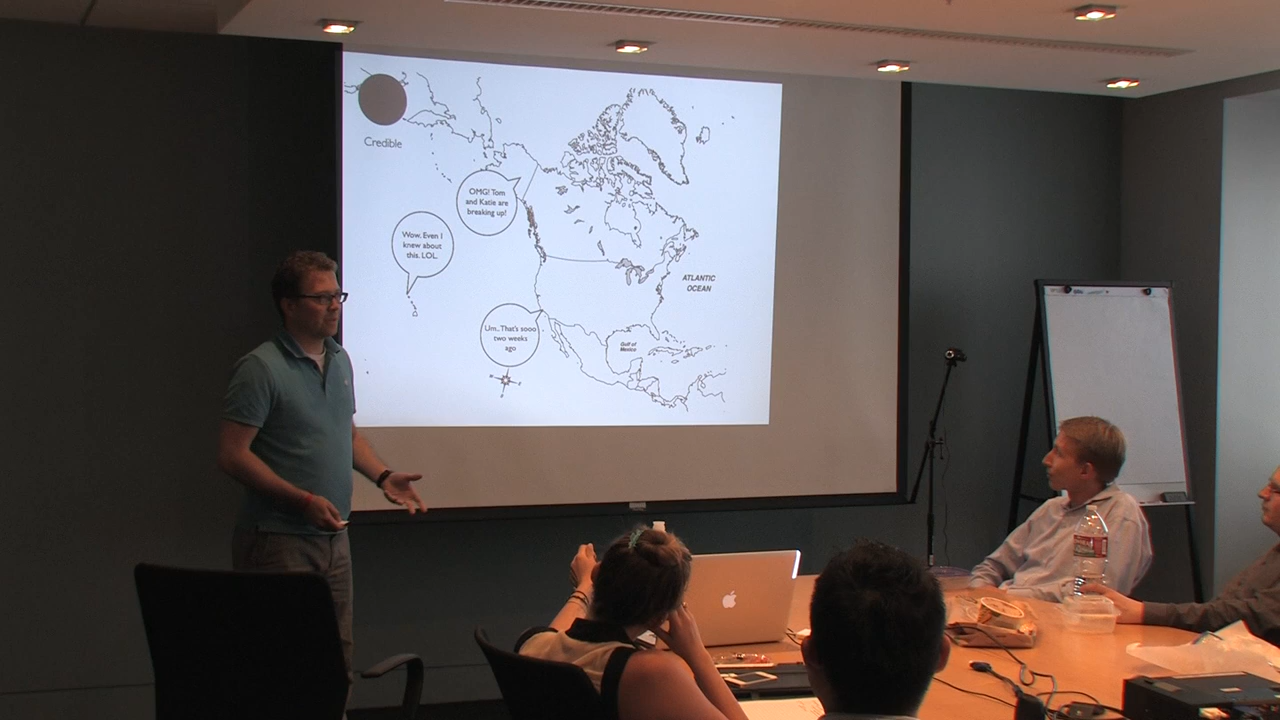 Credible
OMG! Tom
and Katie are
breaking up!
Wow. Even I
knew about
this. LOL.
ATLANTIC
OCEAN
Um..That's sooo
two weeks
ago
Gulf of
Mexico